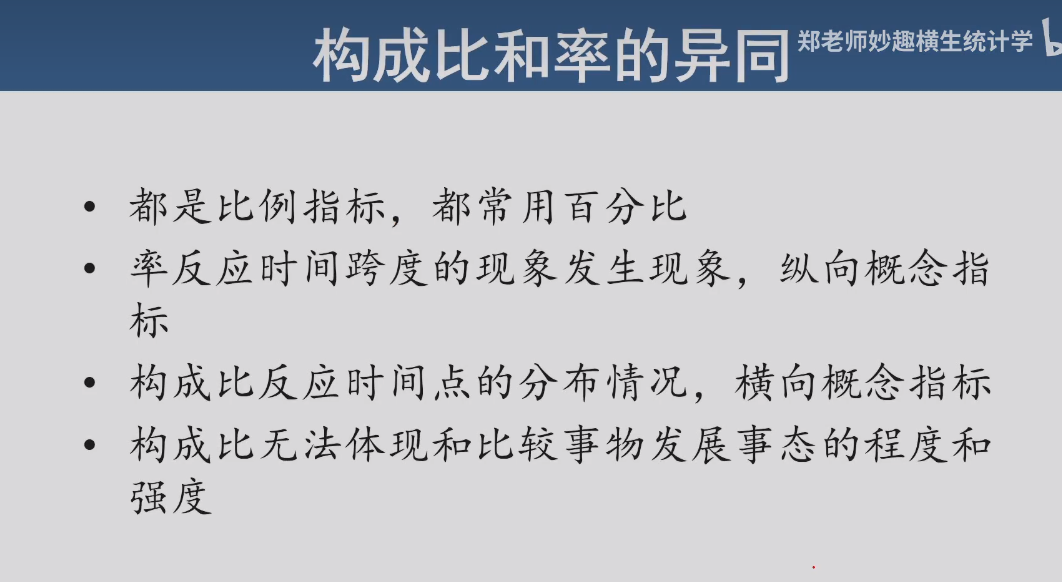 构成比和率的异同
郑老师妙趣横生统计学
• 都是比例指标，都常用百分比
• 率反应时间跨度的现象发生现象，纵向概念指
标
• 构成比反应时间点的分布情况，横向概念指标
• 构成比无法体现和比较事物发展事态的程度和
强度